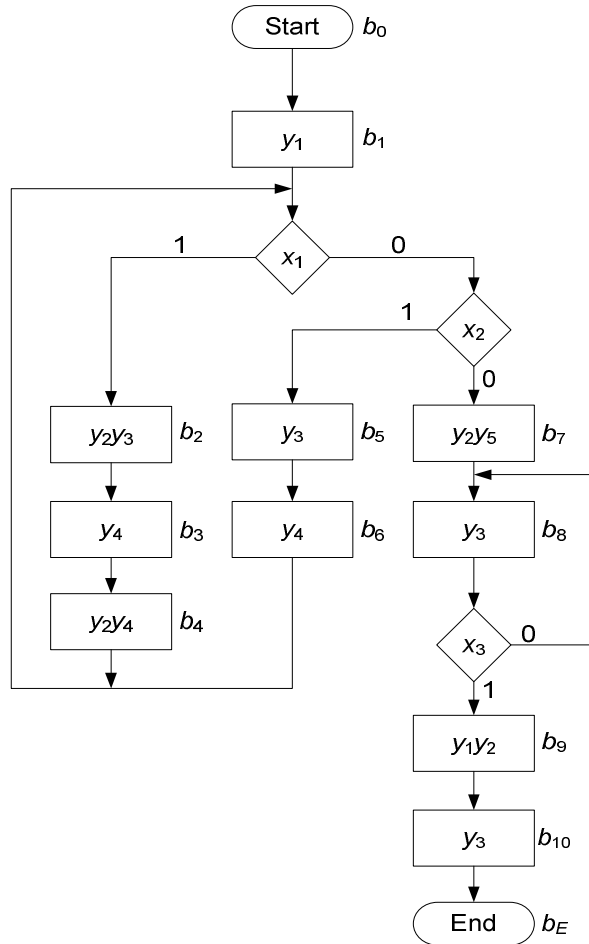 Start b₀
y₁ b₁
1 x₁ 0
1 x₂
0
y₂y₃ b₂ y₃ b₅ y₂y₅ b₇
y₄ b₃ y₄ b₆ y₃ b₈
y₂y₄ b₄
x₃ 0
1
y₁y₂ b₉
y₃ b₁₀
End b_E